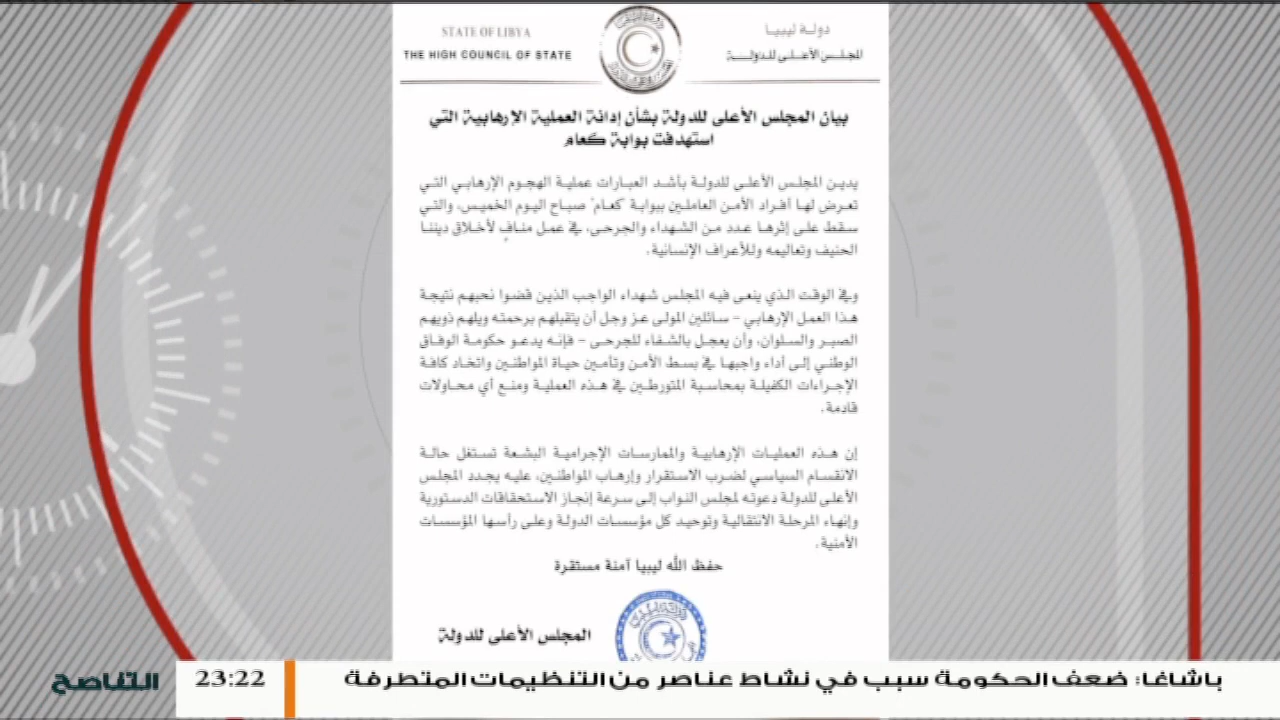 دولة ليبيا
المجلس الأعلى للدولة
STATE OF LIBYA
THE HIGH COUNCIL OF STATE
بيان المجلس الأعلى للدولة بشأن إدانة العملية الإرهابية التي
استهدفت بوابة كعام
يدين المجلس الأعلى للدولة بأشد العبارات عملية الهجوم الإرهابي التي
تعرض لها أفراد الأمن العاملين ببوابة "كعام" صباح اليوم الخميس، والتي
سقط على إثرها عدد من الشهداء والجرحى، في عمل منافٍ لأخلاق ديننا
الحنيف وتعاليمه وللأعراف الإنسانية.
وفي الوقت الذي ينعى فيه المجلس شهداء الواجب الذين قضوا نحبهم نتيجة
هذا العمل الإرهابي – سائلين المولى عز وجل أن يتقبلهم برحمته ويلهم ذويهم
الصبر والسلوان، وأن يعجل بالشفاء للجرحى – فإنه يدعو حكومة الوفاق
الوطني إلى أداء واجبها في بسط الأمن وتأمين حياة المواطنين واتخاد كافة
الإجراءات الكفيلة بمحاسبة المتورطين في هذه العملية ومنع أي محاولات
قادمة.
إن هذه العمليات الإرهابية والممارسات الإجرامية البشعة تستغل حالة
الانقسام السياسي لضرب الاستقرار وإرهاب المواطنين، عليه يجدد المجلس
الأعلى للدولة دعوته لمجلس النواب إلى سرعة إنجاز الاستحقاقات الدستورية
وإنهاء المرحلة الانتقالية وتوحيد كل مؤسسات الدولة وعلى رأسها المؤسسات
الأمنية.
حفظ الله ليبيا آمنة مستقرة
المجلس الأعلى للدولة
باشاغا: ضعف الحكومة سبب في نشاط عناصر من التنظيمات المتطرفة
23:22
التناصح